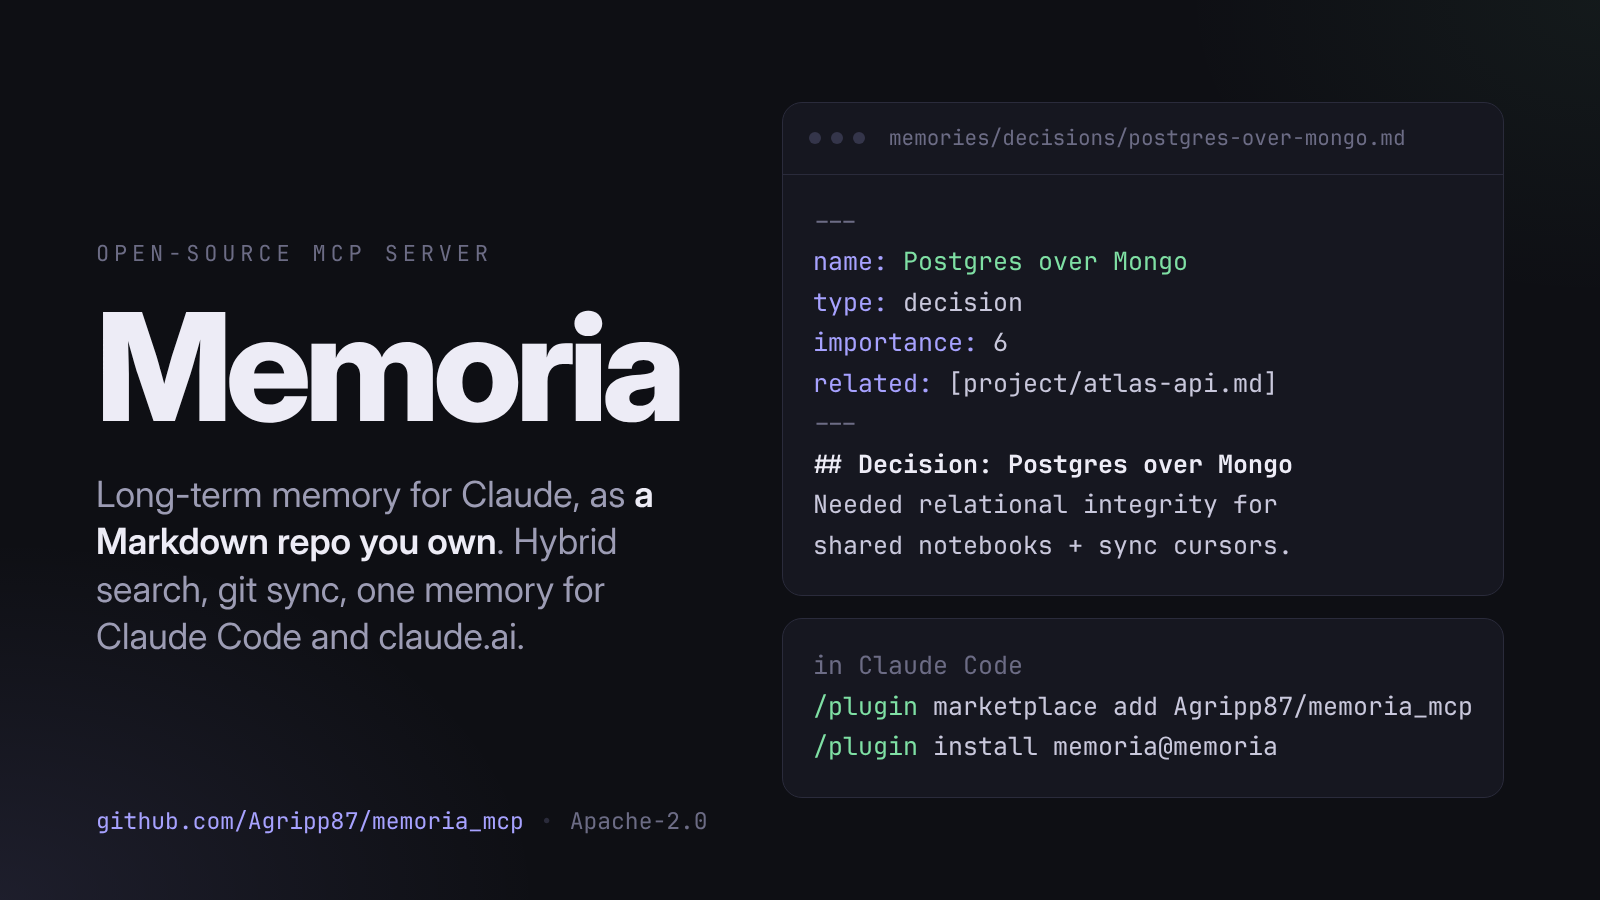 OPEN-SOURCE MCP SERVER
Memoria
Long-term memory for Claude, as a
Markdown repo you own. Hybrid
search, git sync, one memory for
Claude Code and claude.ai.
github.com/Agripp87/memoria_mcp • Apache-2.0
memories/decisions/postgres-over-mongo.md
---
name: Postgres over Mongo
type: decision
importance: 6
related: [project/atlas-api.md]
---
## Decision: Postgres over Mongo
Needed relational integrity for
shared notebooks + sync cursors.
in Claude Code
/plugin marketplace add Agripp87/memoria_mcp
/plugin install memoria@memoria